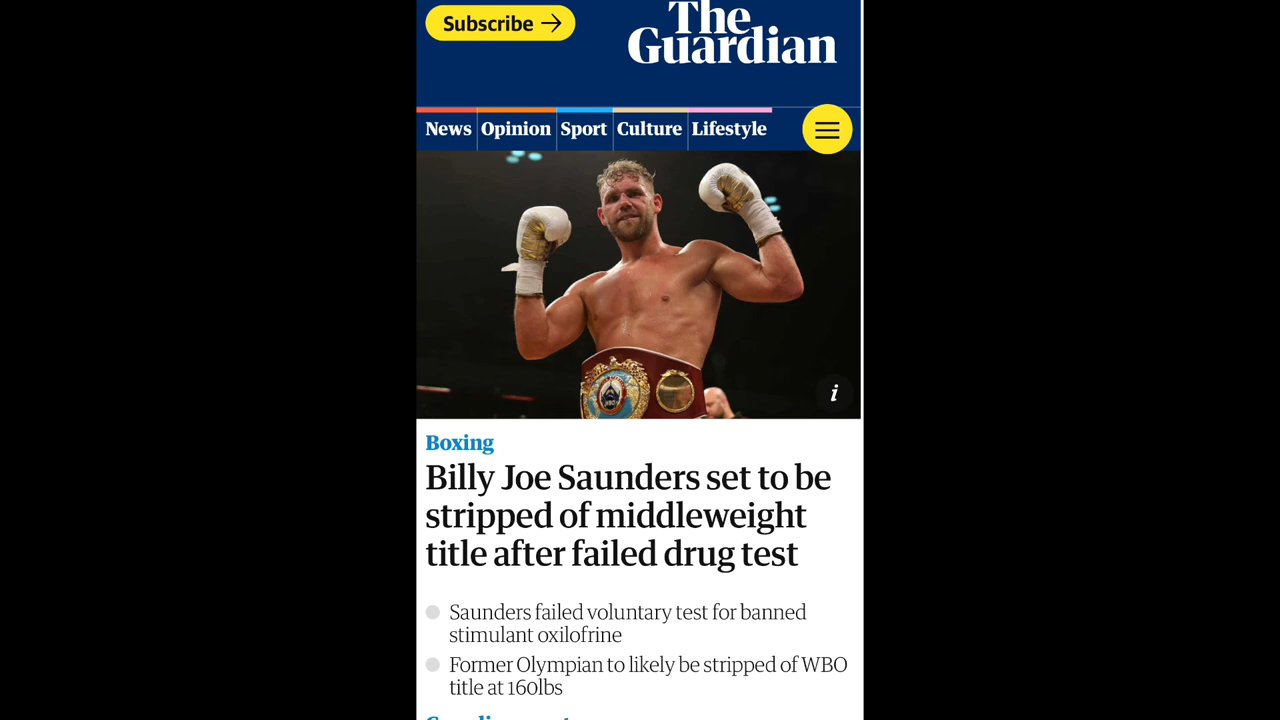 Subscribe →
The
Guardian
News
Opinion
Sport
Culture
Lifestyle
WBO
i
Boxing
Billy Joe Saunders set to be
stripped of middleweight
title after failed drug test
Saunders failed voluntary test for banned
stimulant oxilofrine
Former Olympian to likely be stripped of WBO
title at 160lbs